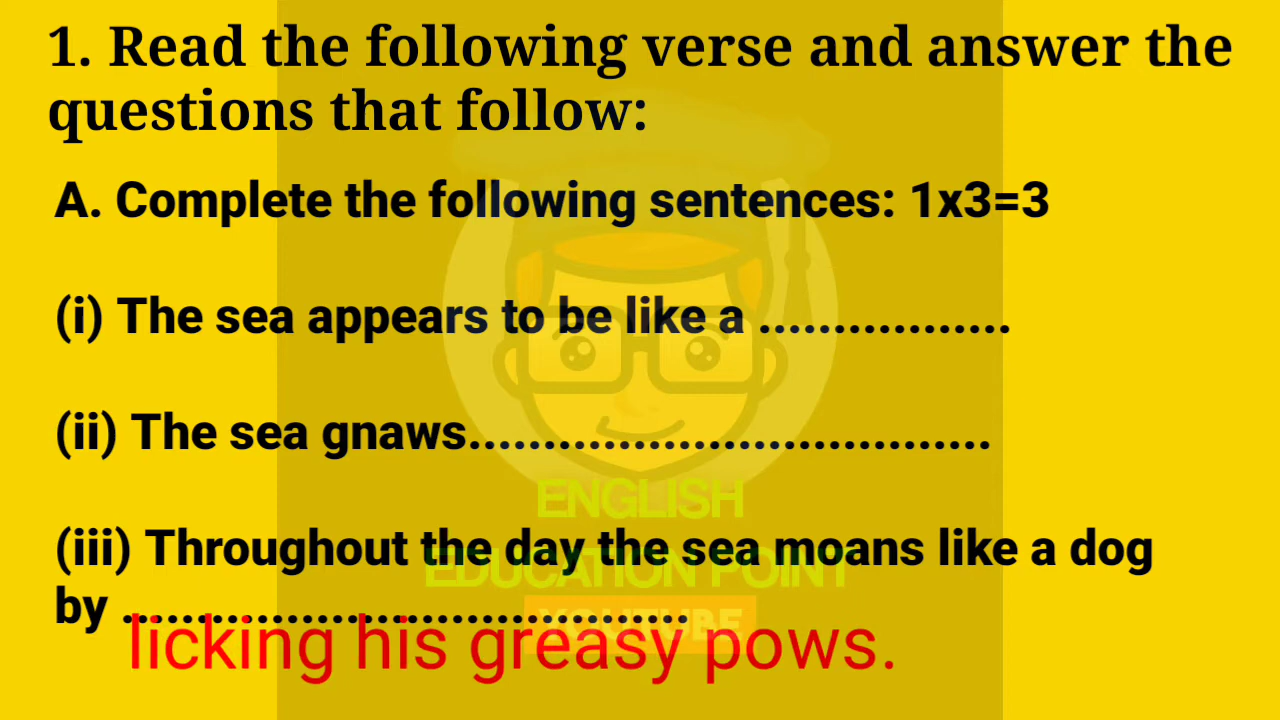 1. Read the following verse and answer the
questions that follow:
A. Complete the following sentences: 1x3=3
(i) The sea appears to be like a .................
(ii) The sea gnaws...................................
(iii) Throughout the day the sea moans like a dog
by ......................................
licking his greasy pows.
ENGLISH
EDUCATION POINT
YOUTUBE